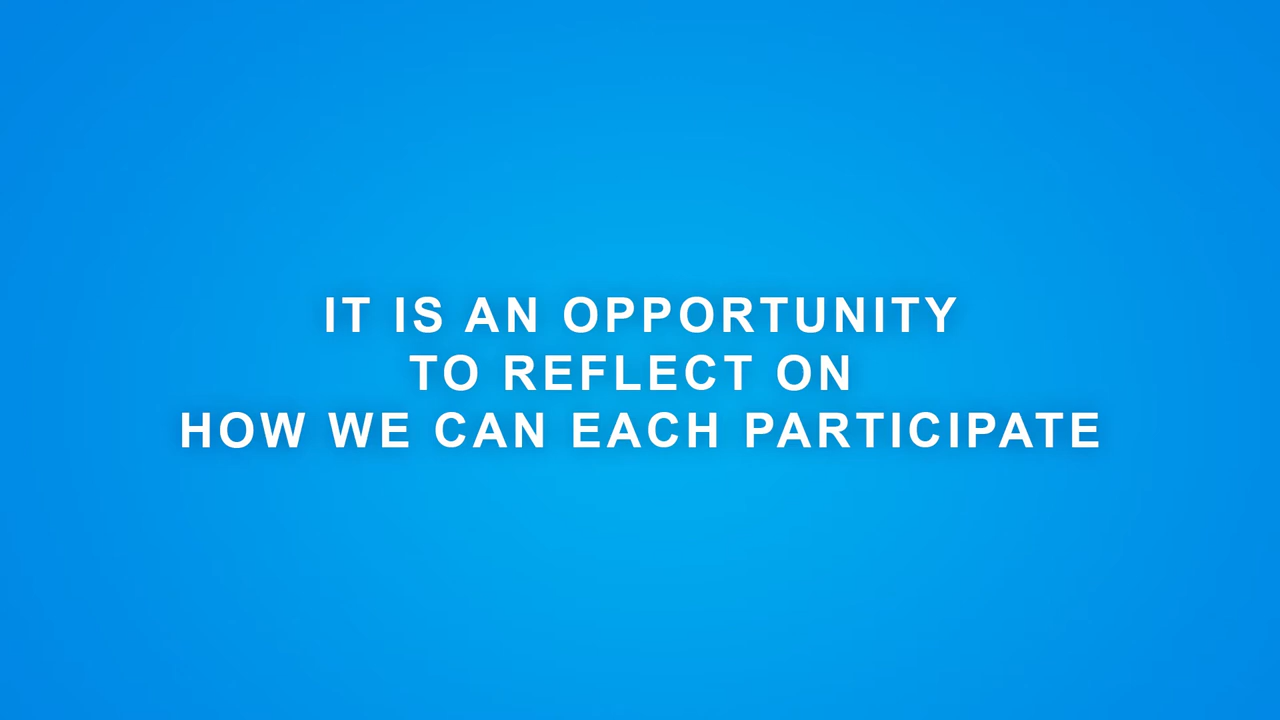 IT IS AN OPPORTUNITY
TO REFLECT ON
HOW WE CAN EACH PARTICIPATE